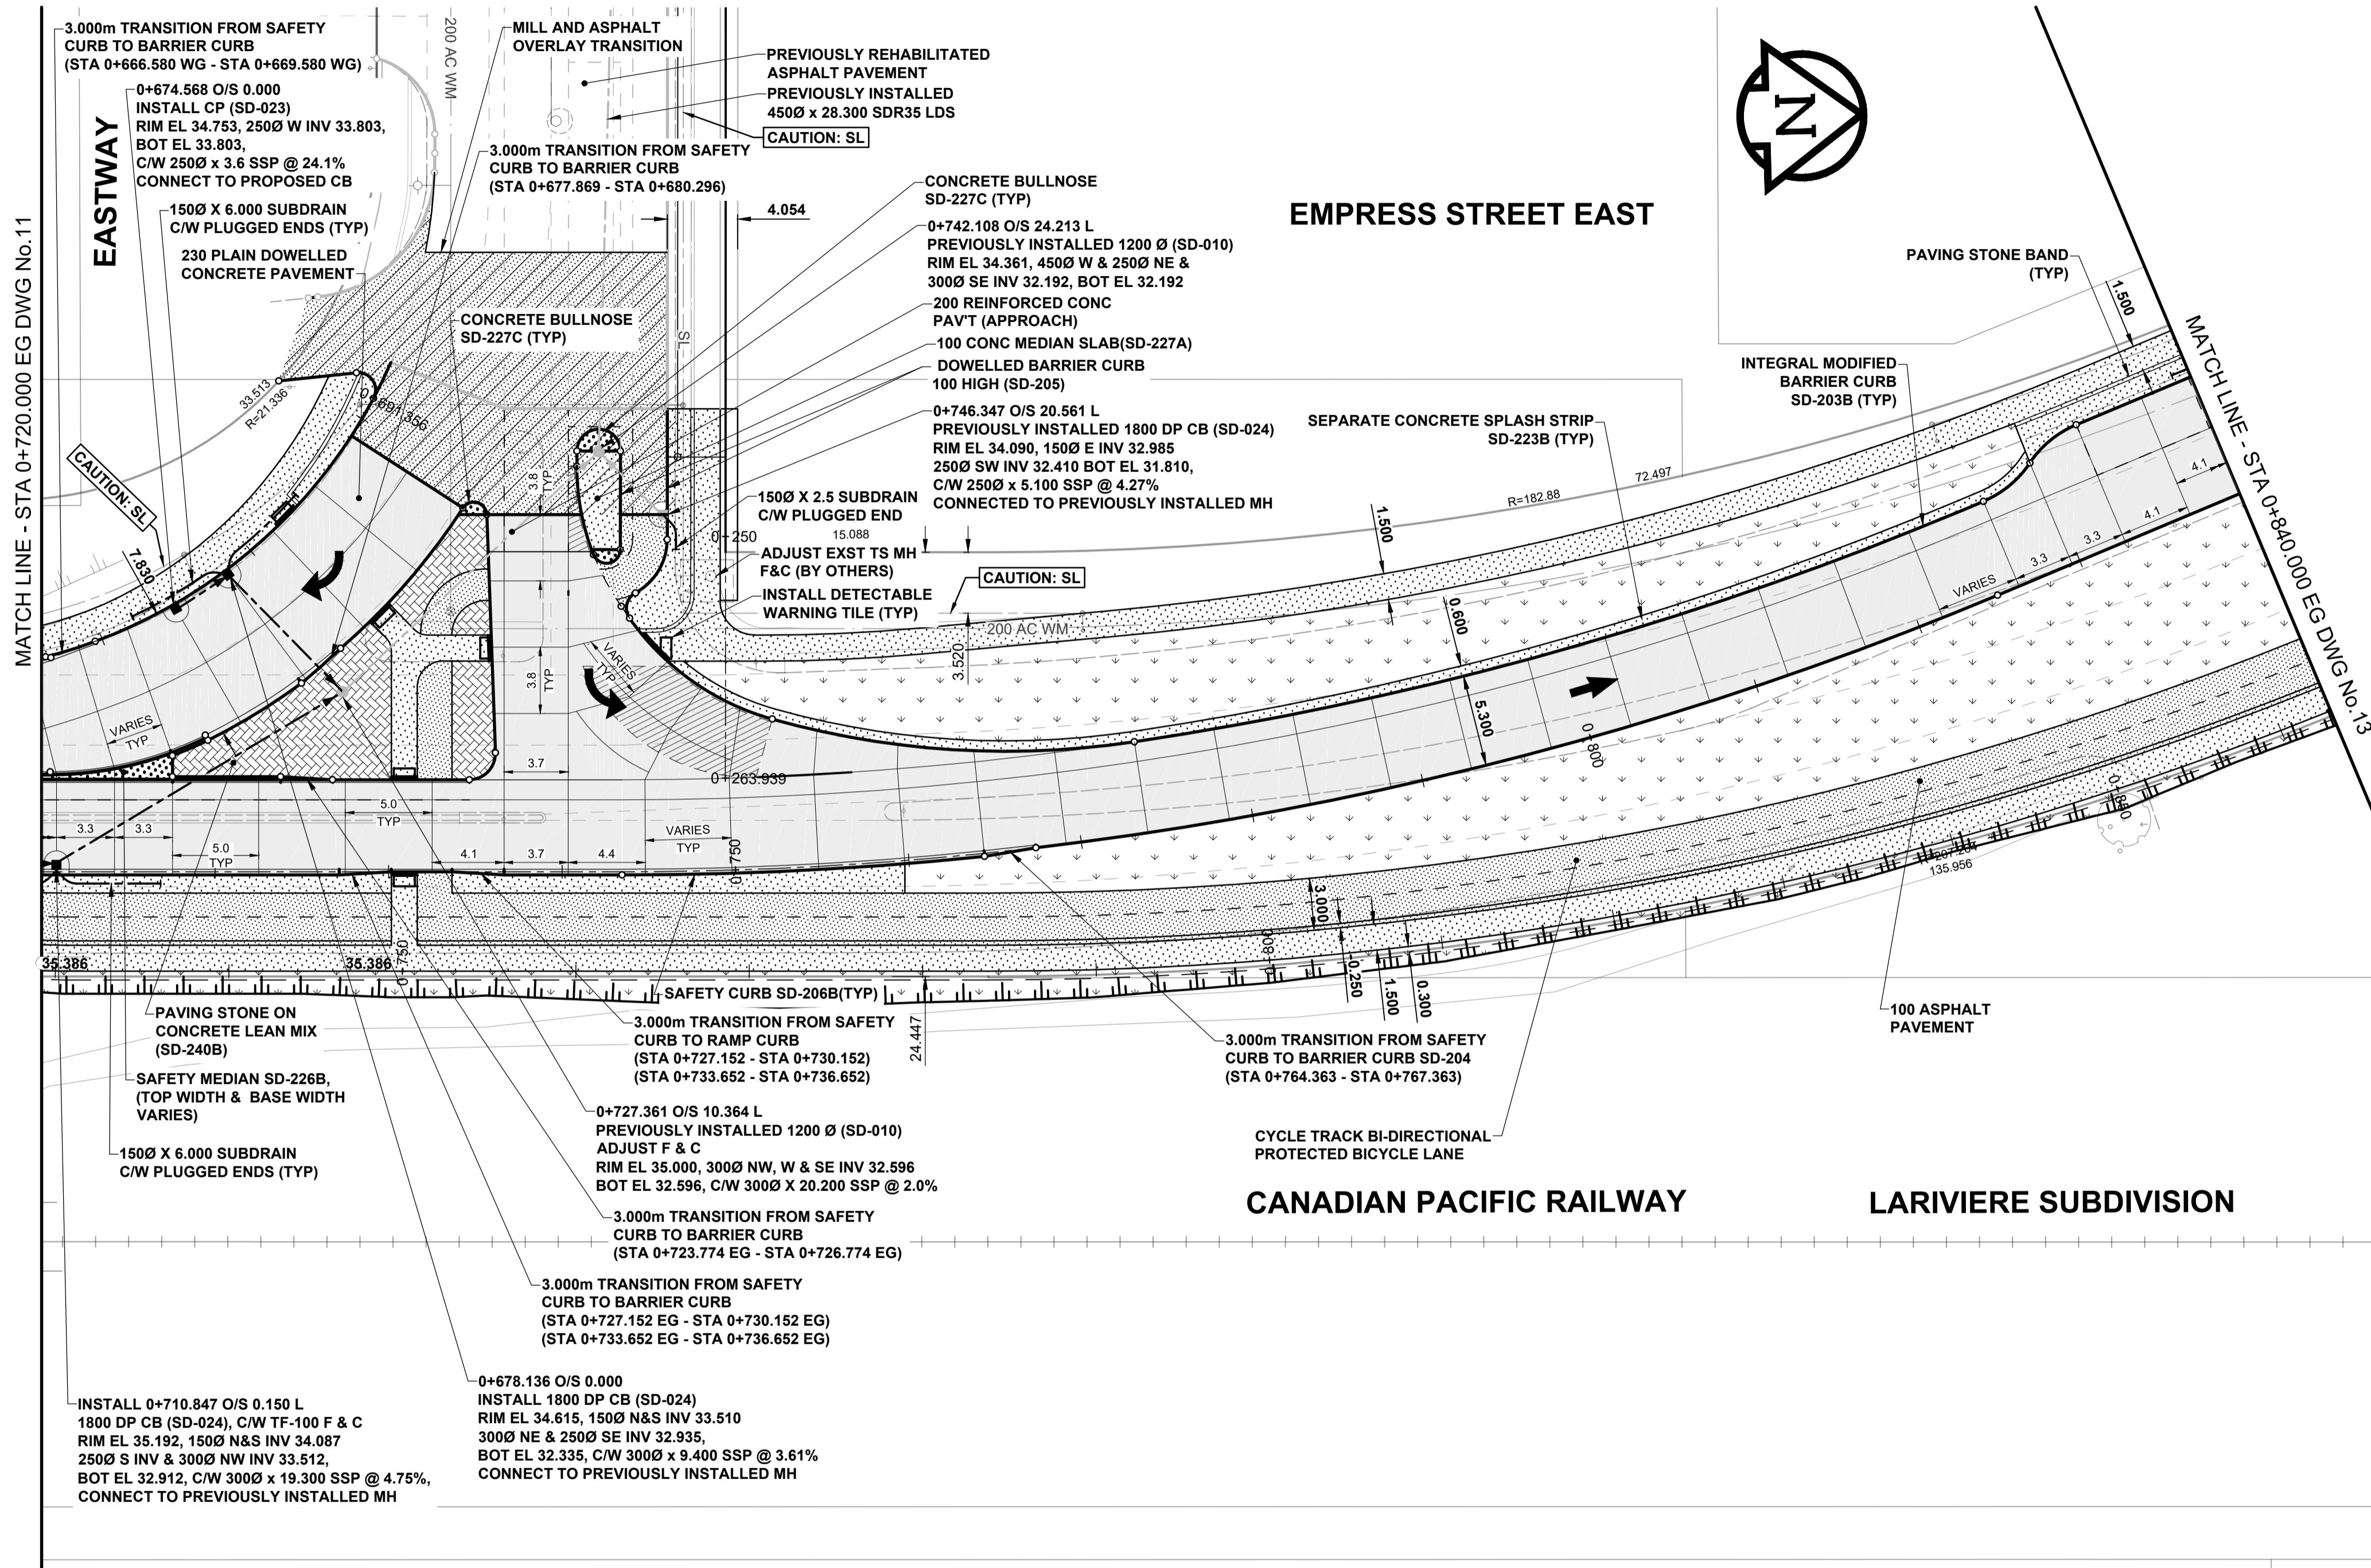 3.000m TRANSITION FROM SAFETY
CURB TO BARRIER CURB
(STA 0+666.580 WG - STA 0+669.580 WG)
0+674.568 O/S 0.000
INSTALL CP (SD-023)
RIM EL 34.753, 250Ø W INV 33.803,
BOT EL 33.803,
C/W 250Ø x 3.6 SSP @ 24.1%
CONNECT TO PROPOSED CB
150Ø X 6.000 SUBDRAIN
C/W PLUGGED ENDS (TYP)
230 PLAIN DOWELLED
CONCRETE PAVEMENT
EASTWAY
MATCH LINE - STA 0+720.000 EG DWG No.11
200 AC WM
MILL AND ASPHALT
OVERLAY TRANSITION
PREVIOUSLY REHABILITATED
ASPHALT PAVEMENT
PREVIOUSLY INSTALLED
450Ø x 28.300 SDR35 LDS
CAUTION: SL
3.000m TRANSITION FROM SAFETY
CURB TO BARRIER CURB
(STA 0+677.869 - STA 0+680.296)
4.054
CONCRETE BULLNOSE
SD-227C (TYP)
0+742.108 O/S 24.213 L
PREVIOUSLY INSTALLED 1200 Ø (SD-010)
RIM EL 34.361, 450Ø W & 250Ø NE &
300Ø SE INV 32.192, BOT EL 32.192
200 REINFORCED CONC
PAV'T (APPROACH)
100 CONC MEDIAN SLAB(SD-227A)
DOWELLED BARRIER CURB
100 HIGH (SD-205)
0+746.347 O/S 20.561 L
PREVIOUSLY INSTALLED 1800 DP CB (SD-024)
RIM EL 34.090, 150Ø E INV 32.985
250Ø SW INV 32.410 BOT EL 31.810,
C/W 250Ø x 5.100 SSP @ 4.27%
CONNECTED TO PREVIOUSLY INSTALLED MH
CONCRETE BULLNOSE
SD-227C (TYP)
SL
150Ø X 2.5 SUBDRAIN
C/W PLUGGED END
15.088
0+250
ADJUST EXST TS MH
F&C (BY OTHERS)
INSTALL DETECTABLE
WARNING TILE (TYP)
CAUTION: SL
200 AC WM
3.520
EMPRESS STREET EAST
N
PAVING STONE BAND
(TYP)
1.500
INTEGRAL MODIFIED
BARRIER CURB
SD-203B (TYP)
SEPARATE CONCRETE SPLASH STRIP
SD-223B (TYP)
MATCH LINE - STA 0+840.000 EG DWG No.13
R=182.88
72.497
1.500
0.600
5.300
4.1
4.1
3.3
3.3
VARIES
0+800
33.513
R=21.336
0+691.356
CAUTION: SL
7.830
3.8
TYP
3.8
TYP
VARIES
TYP
VARIES
TYP
3.7
0+263.939
5.0
TYP
3.3
3.3
5.0
TYP
4.1
3.7
4.4
VARIES
TYP
0+750
0+850
135.956
3.000
0.250
1.500
0.300
0+800
35.386
35.386
0+750
SAFETY CURB SD-206B(TYP)
24.447
PAVING STONE ON
CONCRETE LEAN MIX
(SD-240B)
SAFETY MEDIAN SD-226B,
(TOP WIDTH & BASE WIDTH
VARIES)
150Ø X 6.000 SUBDRAIN
C/W PLUGGED ENDS (TYP)
3.000m TRANSITION FROM SAFETY
CURB TO RAMP CURB
(STA 0+727.152 - STA 0+730.152)
(STA 0+733.652 - STA 0+736.652)
3.000m TRANSITION FROM SAFETY
CURB TO BARRIER CURB SD-204
(STA 0+764.363 - STA 0+767.363)
100 ASPHALT
PAVEMENT
0+727.361 O/S 10.364 L
PREVIOUSLY INSTALLED 1200 Ø (SD-010)
ADJUST F & C
RIM EL 35.000, 300Ø NW, W & SE INV 32.596
BOT EL 32.596, C/W 300Ø X 20.200 SSP @ 2.0%
CYCLE TRACK BI-DIRECTIONAL
PROTECTED BICYCLE LANE
CANADIAN PACIFIC RAILWAY
LARIVIERE SUBDIVISION
3.000m TRANSITION FROM SAFETY
CURB TO BARRIER CURB
(STA 0+723.774 EG - STA 0+726.774 EG)
3.000m TRANSITION FROM SAFETY
CURB TO BARRIER CURB
(STA 0+727.152 EG - STA 0+730.152 EG)
(STA 0+733.652 EG - STA 0+736.652 EG)
0+678.136 O/S 0.000
INSTALL 1800 DP CB (SD-024)
RIM EL 34.615, 150Ø N&S INV 33.510
300Ø NE & 250Ø SE INV 32.935,
BOT EL 32.335, C/W 300Ø x 9.400 SSP @ 3.61%
CONNECT TO PREVIOUSLY INSTALLED MH
INSTALL 0+710.847 O/S 0.150 L
1800 DP CB (SD-024), C/W TF-100 F & C
RIM EL 35.192, 150Ø N&S INV 34.087
250Ø S INV & 300Ø NW INV 33.512,
BOT EL 32.912, C/W 300Ø x 19.300 SSP @ 4.75%,
CONNECT TO PREVIOUSLY INSTALLED MH